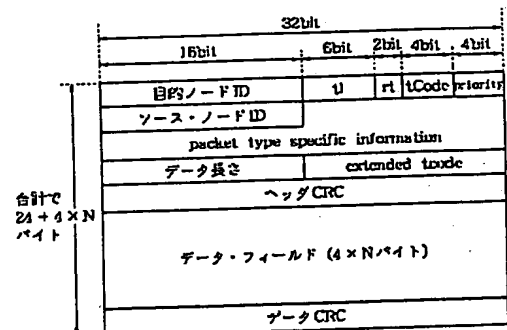 32bit
16bit 6bit 2bit 4bit 4bit
目的ノードID tl rt tCode priority
ソース・ノードID
packet type specific information
データ長さ extended tcode
ヘッダCRC
合計で
24+4×N
バイト
データ・フィールド (4×Nバイト)
データCRC